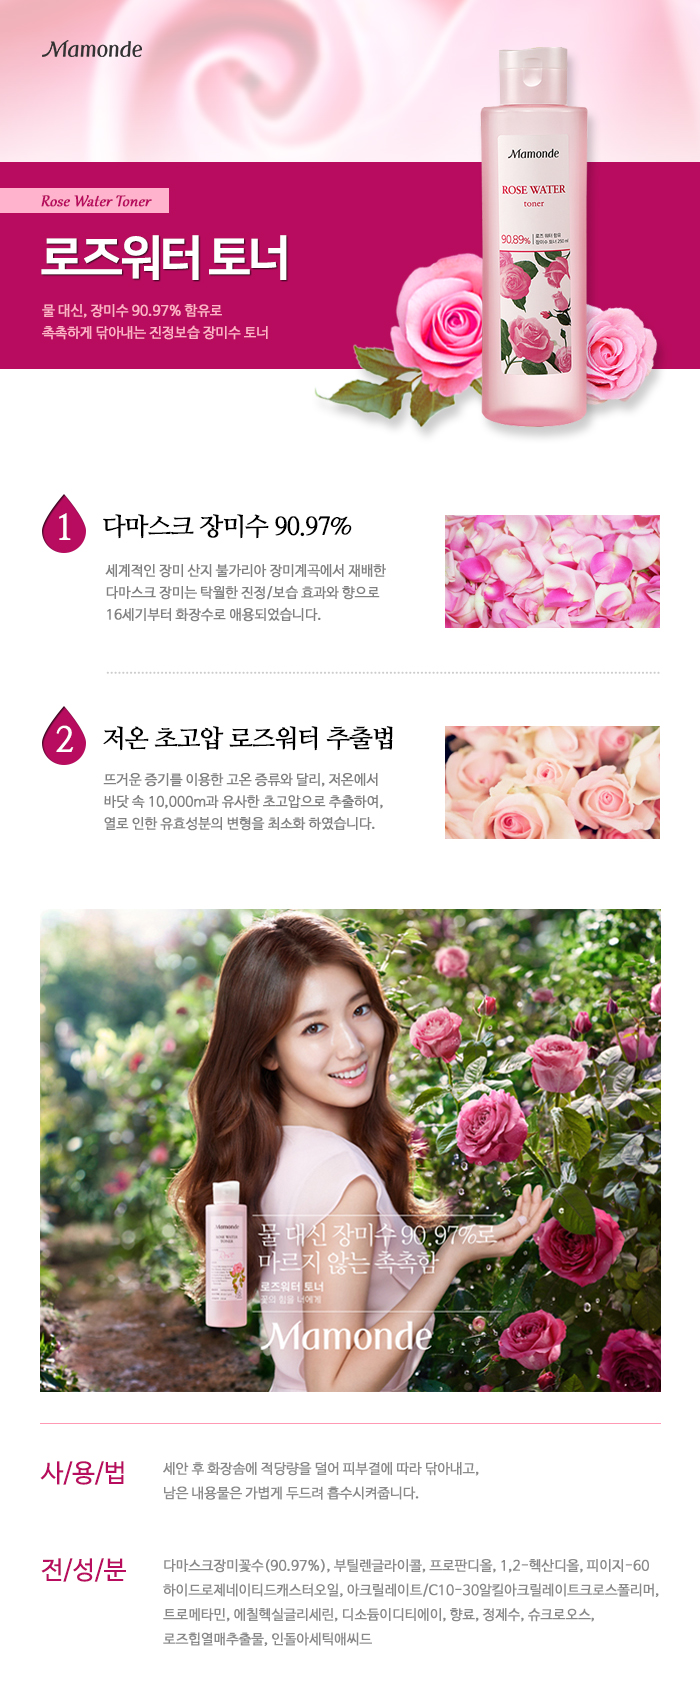 Mamonde
Rose Water Toner
로즈워터 토너
물 대신, 장미수 90.97% 함유로
촉촉하게 닦아내는 진정보습 장미수 토너
Mamonde
ROSE WATER
toner
90.89%
로즈 워터 함유
장미수 토너 250 ml
1
다마스크 장미수 90.97%
세계적인 장미 산지 불가리아 장미계곡에서 재배한
다마스크 장미는 탁월한 진정/보습 효과와 향으로
16세기부터 화장수로 애용되었습니다.
2
저온 초고압 로즈워터 추출법
뜨거운 증기를 이용한 고온 증류와 달리, 저온에서
바닷 속 10,000m과 유사한 초고압으로 추출하여,
열로 인한 유효성분의 변형을 최소화 하였습니다.
Mamonde
ROSE WATER
TONER
물 대신 장미수 90.97%로
마르지 않는 촉촉함
로즈워터 토너
꽃의 힘을 너에게
Mamonde
사/용/법
세안 후 화장솜에 적당량을 덜어 피부결에 따라 닦아내고,
남은 내용물은 가볍게 두드려 흡수시켜줍니다.
전/성/분
다마스크장미꽃수(90.97%), 부틸렌글라이콜, 프로판디올, 1,2-헥산디올, 피이지-60
하이드로제네이티드캐스터오일, 아크릴레이트/C10-30알킬아크릴레이트크로스폴리머,
트로메타민, 에칠헥실글리세린, 디소듐이디티에이, 향료, 정제수, 슈크로오스,
로즈힙열매추출물, 인돌아세틱애씨드